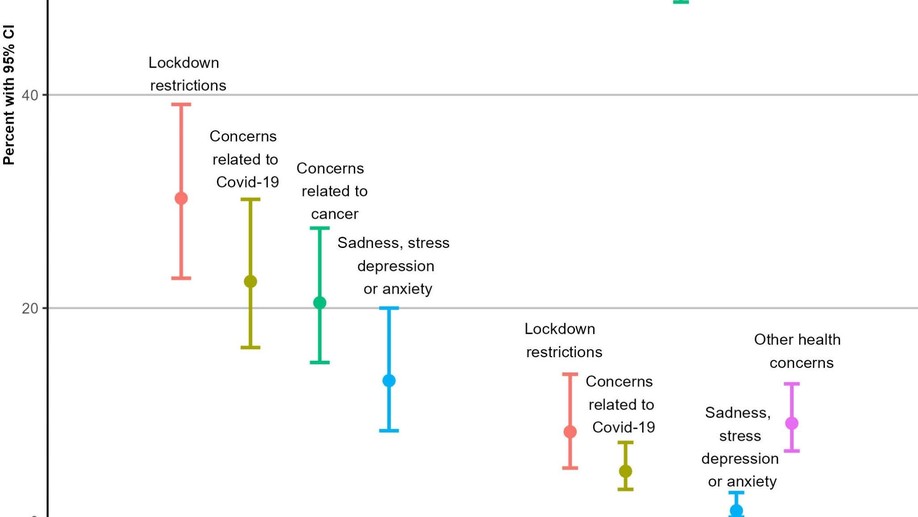 Percent with 95% CI
40
20
Lockdown
restrictions
Concerns
related to
Covid-19
Concerns
related to
cancer
Sadness, stress
depression
or anxiety
Lockdown
restrictions
Concerns
related to
Covid-19
Sadness,
stress
depression
or anxiety
Other health
concerns